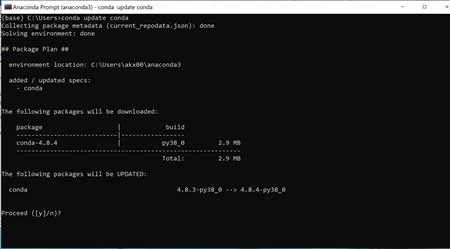 Anaconda Prompt (anaconda3) - conda update conda
(base) C:\Users>conda update conda
Collecting package metadata (current_repodata.json): done
Solving environment: done
## Package Plan ##
environment location: C:\Users\akx00\anaconda3
added / updated specs:
- conda
The following packages will be downloaded:
package | build
---------------------------|-----------------
conda-4.8.4 | py38_0 2.9 MB
------------------------------------------------------------
Total: 2.9 MB
The following packages will be UPDATED:
conda 4.8.3-py38_0 --> 4.8.4-py38_0
Proceed ([y]/n)?